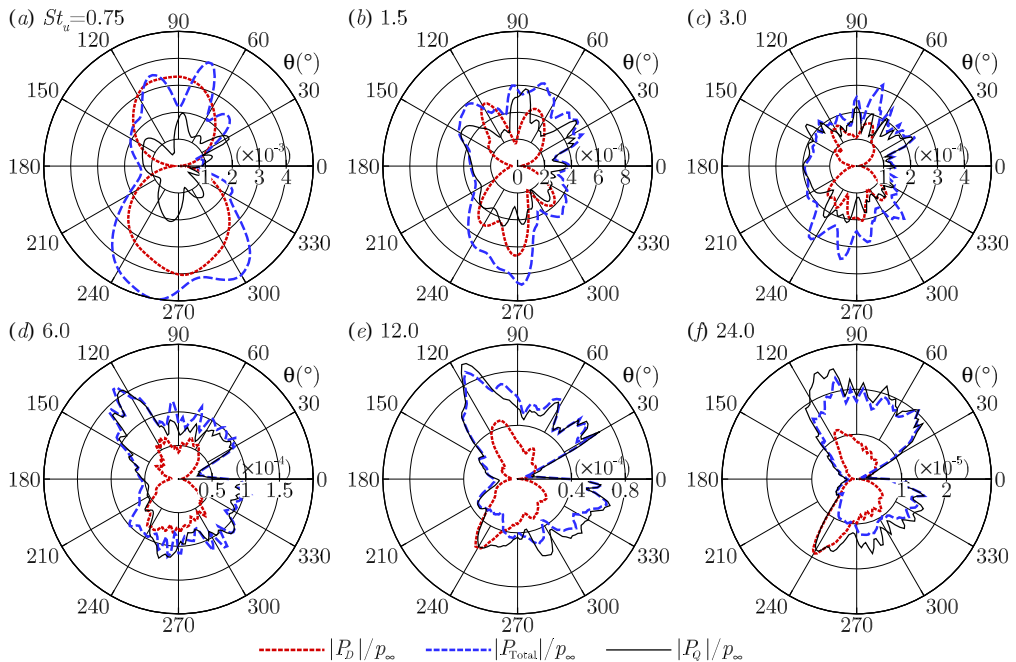 (a) St_u=0.75 (b) 1.5 (c) 3.0
90 90 90
120 60 120 60 120 60
θ(°) θ(°) θ(°)
150 30 150 30 150 30
(×10⁻³) (×10⁻⁴) (×10⁻⁴)
180 1 2 3 4 0 180 0 2 4 6 8 0 180 1 2 3 4 0
210 330 210 330 210 330
240 300 240 300 240 300
270 270 270
(d) 6.0 (e) 12.0 (f) 24.0
90 90 90
120 60 120 60 120 60
θ(°) θ(°) θ(°)
150 30 150 30 150 30
(×10⁻⁴) (×10⁻⁴) (×10⁻⁵)
180 0.5 1 1.5 0 180 0.4 0.8 0 180 1 2 0
210 330 210 330 210 330
240 300 240 300 240 300
270 270 270
|P_D|/p_∞ |P_Total|/p_∞ |P_Q|/p_∞